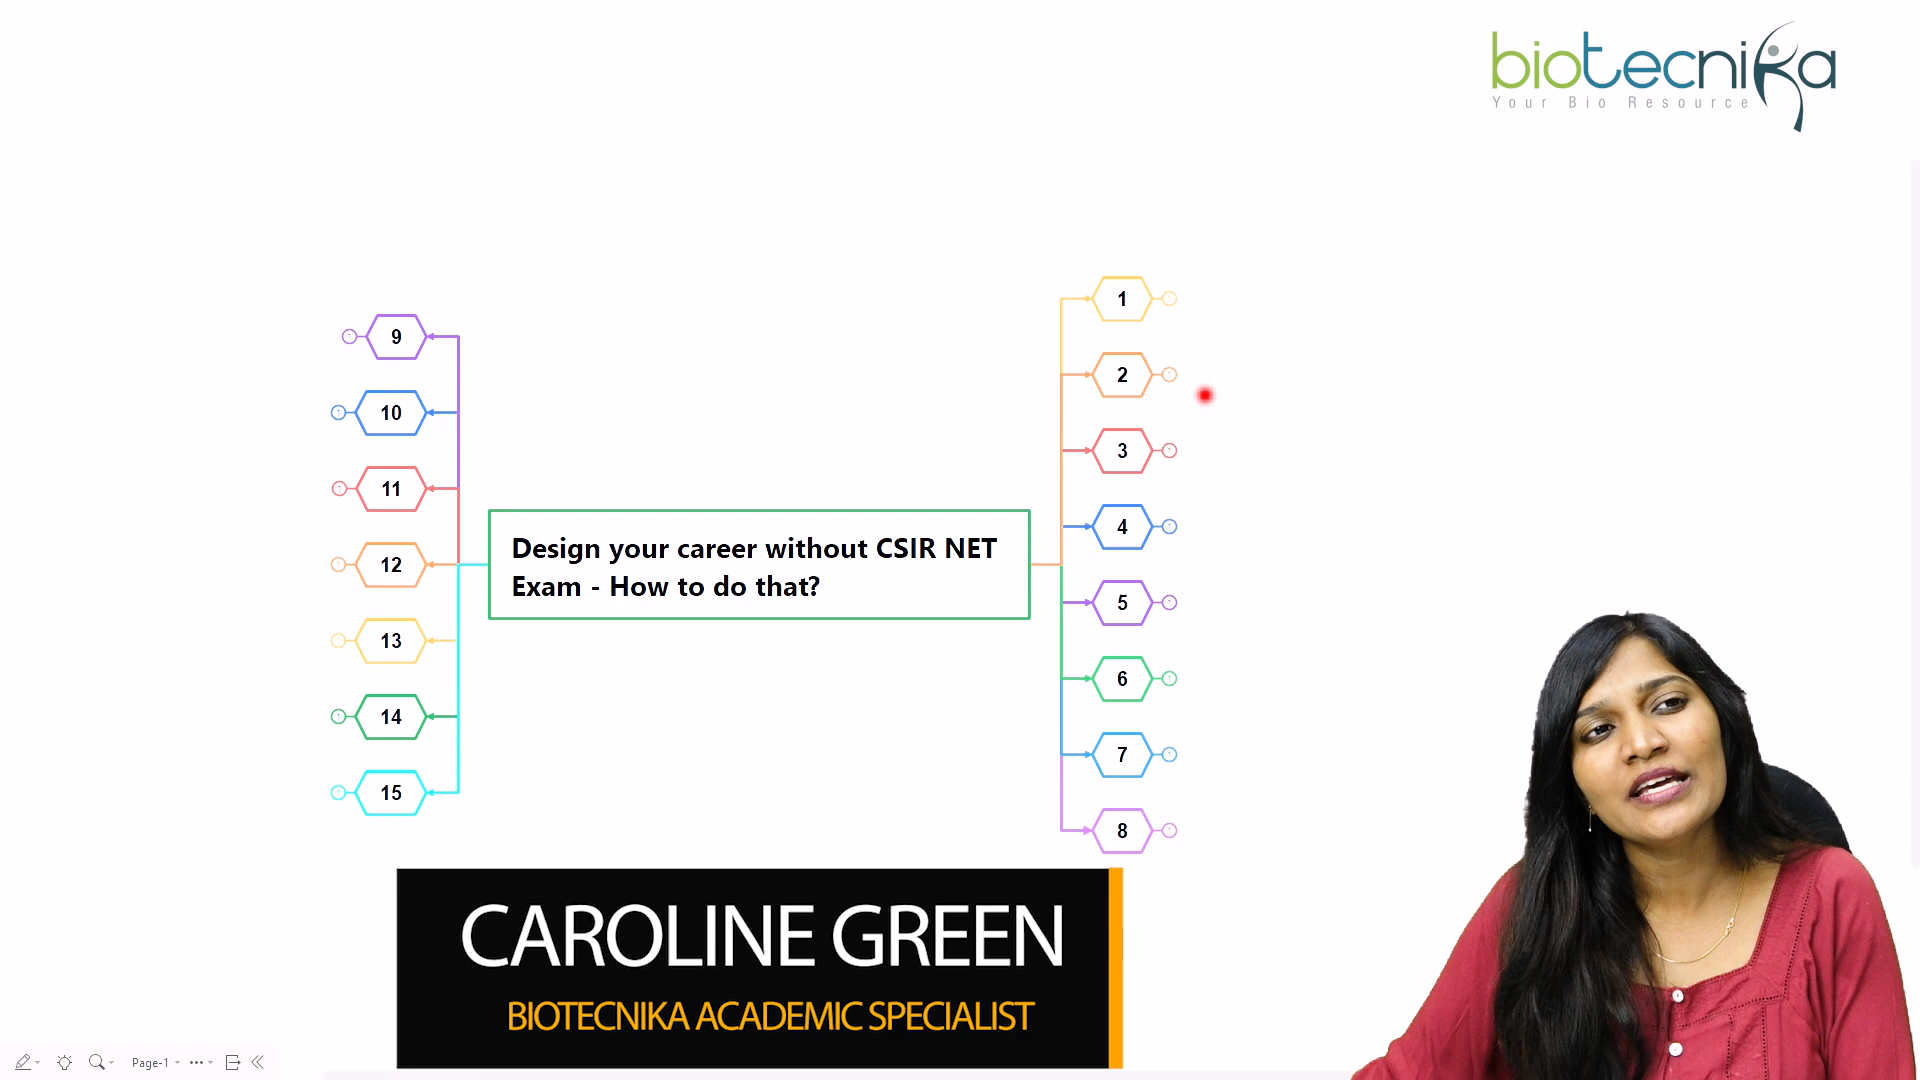 biotecnika
Your Bio Resource
1
2
3
4
5
6
7
8
9
10
11
12
13
14
15
Design your career without CSIR NET
Exam - How to do that?
CAROLINE GREEN
BIOTECNIKA ACADEMIC SPECIALIST
Page-1